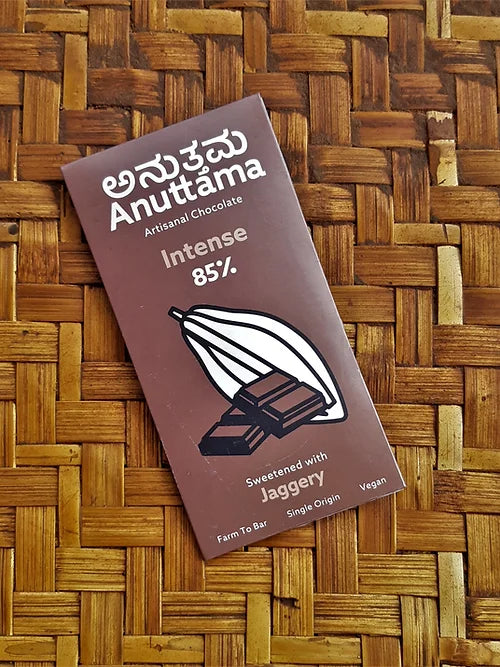 ಅನುತ್ತಮ
Anuttama
Artisanal Chocolate
Intense
85%
Sweetened with
Jaggery
Farm To Bar Single Origin Vegan